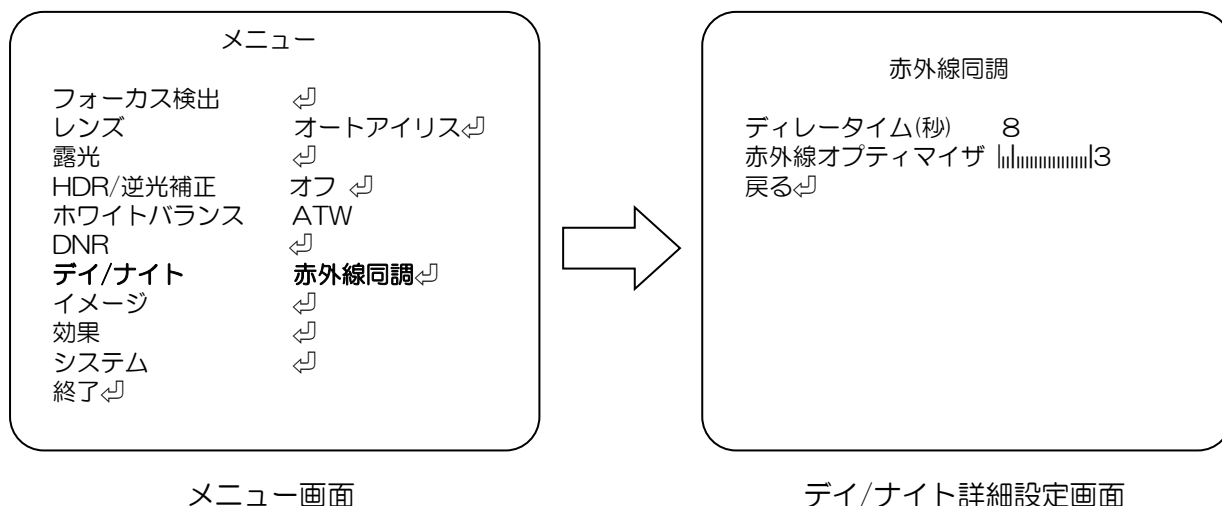 メニュー
フォーカス検出 ⏎
レンズ オートアイリス⏎
露光 ⏎
HDR/逆光補正 オフ ⏎
ホワイトバランス ATW
DNR ⏎
デイ/ナイト 赤外線同調⏎
イメージ ⏎
効果 ⏎
システム ⏎
終了⏎
メニュー画面
赤外線同調
ディレータイム(秒) 8
赤外線オプティマイザ 3
戻る⏎
デイ/ナイト詳細設定画面